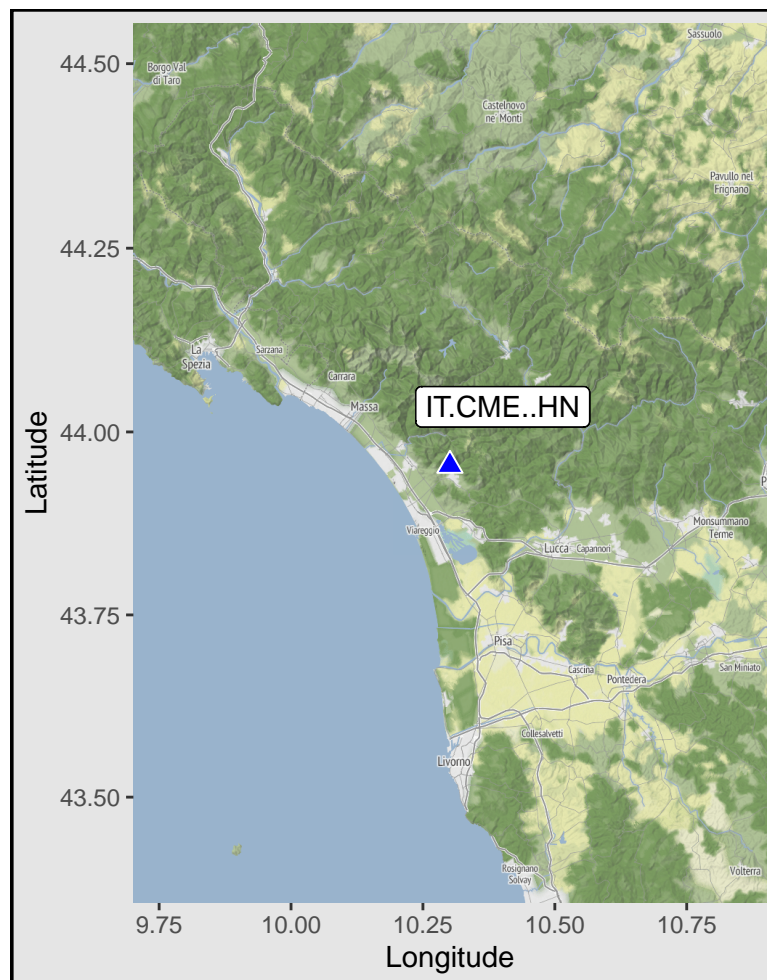 Sassuolo
44.50
Borgo Val
di Taro
Castelnovo
ne' Monti
Pavullo nel
Frignano
44.25
La
Spezia
Sarzana
Carrara
Massa
IT.CME..HN
44.00
Latitude
P
Viareggio
Lucca
Capannori
Monsummano
Terme
43.75
Pisa
Cascina
Pontedera
San Miniato
Collesalvetti
Livorno
43.50
Rosignano
Solvay
Volterra
9.75
10.00
10.25
10.50
10.75
Longitude